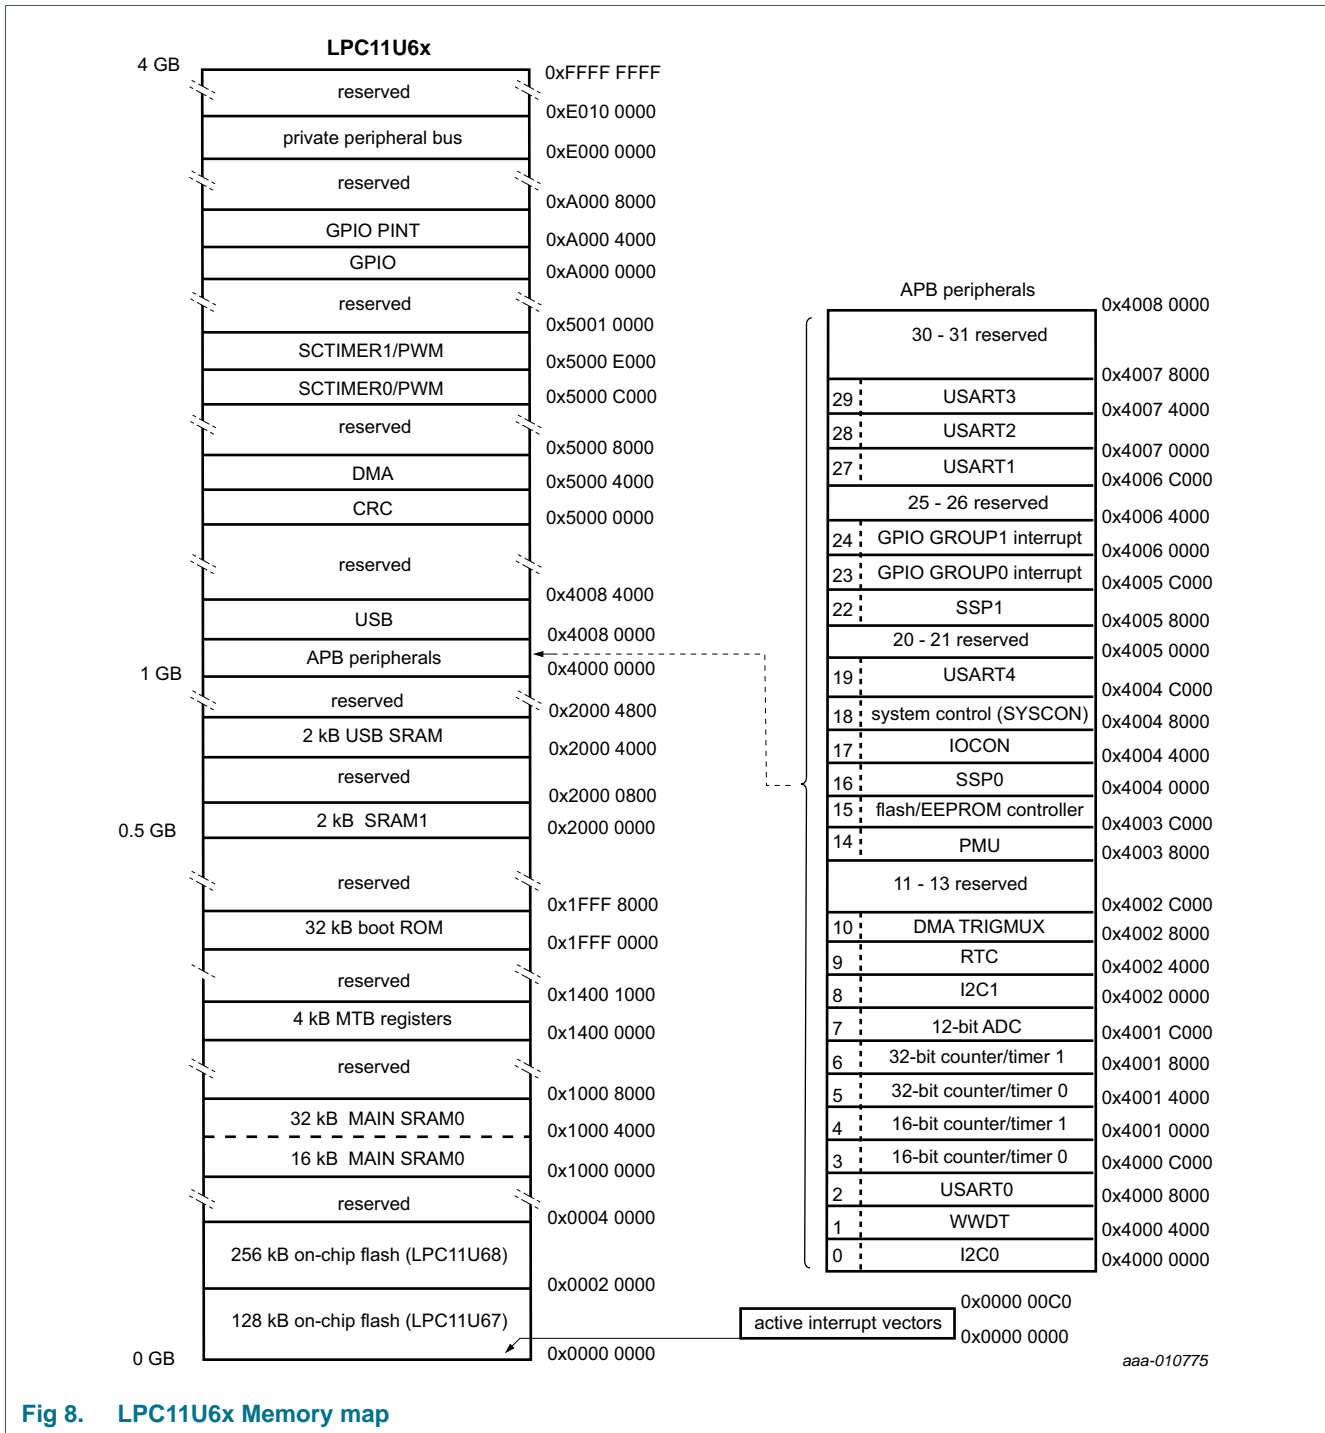 LPC11U6x
4 GB
0xFFFF FFFF
reserved
0xE010 0000
private peripheral bus
0xE000 0000
reserved
0xA000 8000
GPIO PINT
0xA000 4000
GPIO
0xA000 0000
reserved
0x5001 0000
SCTIMER1/PWM
0x5000 E000
SCTIMER0/PWM
0x5000 C000
reserved
0x5000 8000
DMA
0x5000 4000
CRC
0x5000 0000
reserved
0x4008 4000
USB
0x4008 0000
APB peripherals
0x4000 0000
1 GB
reserved
0x2000 4800
2 kB USB SRAM
0x2000 4000
reserved
0x2000 0800
2 kB SRAM1
0x2000 0000
0.5 GB
reserved
0x1FFF 8000
32 kB boot ROM
0x1FFF 0000
reserved
0x1400 1000
4 kB MTB registers
0x1400 0000
reserved
0x1000 8000
32 kB MAIN SRAM0
0x1000 4000
16 kB MAIN SRAM0
0x1000 0000
reserved
0x0004 0000
256 kB on-chip flash (LPC11U68)
0x0002 0000
128 kB on-chip flash (LPC11U67)
0x0000 0000
0 GB
APB peripherals
0x4008 0000
30 - 31 reserved
0x4007 8000
29 USART3
0x4007 4000
28 USART2
0x4007 0000
27 USART1
0x4006 C000
25 - 26 reserved
0x4006 4000
24 GPIO GROUP1 interrupt
0x4006 0000
23 GPIO GROUP0 interrupt
0x4005 C000
22 SSP1
0x4005 8000
20 - 21 reserved
0x4005 0000
19 USART4
0x4004 C000
18 system control (SYSCON)
0x4004 8000
17 IOCON
0x4004 4000
16 SSP0
0x4004 0000
15 flash/EEPROM controller
0x4003 C000
14 PMU
0x4003 8000
11 - 13 reserved
0x4002 C000
10 DMA TRIGMUX
0x4002 8000
9 RTC
0x4002 4000
8 I2C1
0x4002 0000
7 12-bit ADC
0x4001 C000
6 32-bit counter/timer 1
0x4001 8000
5 32-bit counter/timer 0
0x4001 4000
4 16-bit counter/timer 1
0x4001 0000
3 16-bit counter/timer 0
0x4000 C000
2 USART0
0x4000 8000
1 WWDT
0x4000 4000
0 I2C0
0x4000 0000
0x0000 00C0
active interrupt vectors
0x0000 0000
aaa-010775
Fig 8. LPC11U6x Memory map